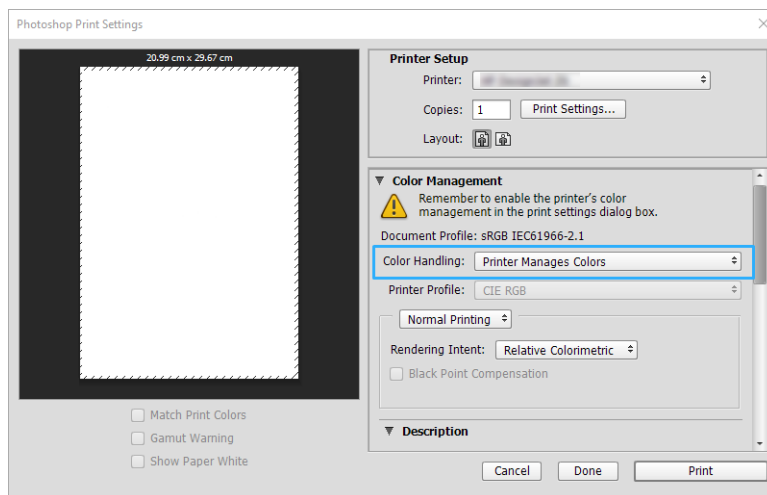 Photoshop Print Settings
20.99 cm x 29.67 cm
Match Print Colors
Gamut Warning
Show Paper White
Printer Setup
Printer:
Copies: 1 Print Settings...
Layout:
Color Management
Remember to enable the printer's color
management in the print settings dialog box.
Document Profile: sRGB IEC61966-2.1
Color Handling: Printer Manages Colors
Printer Profile: CIE RGB
Normal Printing
Rendering Intent: Relative Colorimetric
Black Point Compensation
Description
Cancel Done Print